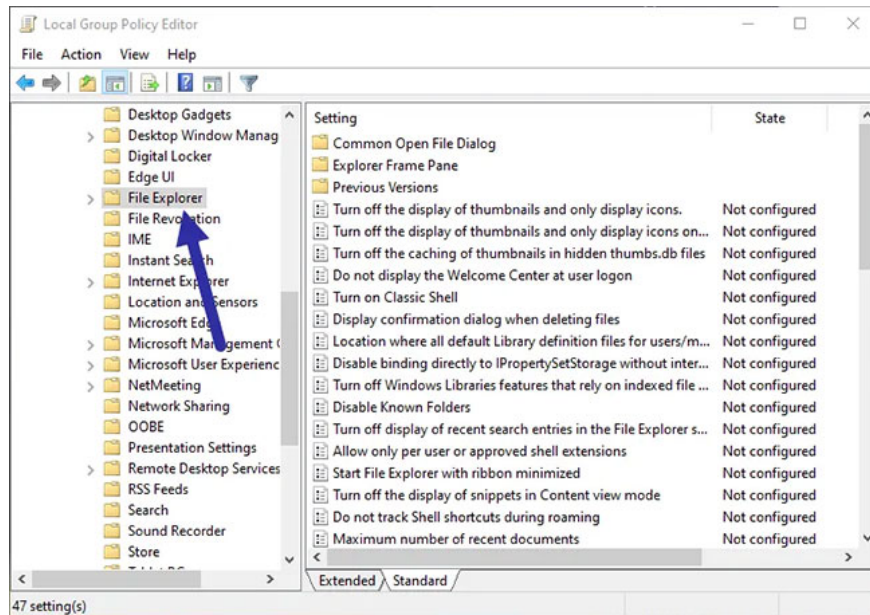 Local Group Policy Editor
File Action View Help
Desktop Gadgets
Desktop Window Manag
Digital Locker
Edge UI
File Explorer
File Revocation
IME
Instant Search
Internet Explorer
Location and Sensors
Microsoft Edge
Microsoft Management C
Microsoft User Experienc
NetMeeting
Network Sharing
OOBE
Presentation Settings
Remote Desktop Services
RSS Feeds
Search
Sound Recorder
Store
Setting State
Common Open File Dialog
Explorer Frame Pane
Previous Versions
Turn off the display of thumbnails and only display icons. Not configured
Turn off the display of thumbnails and only display icons on... Not configured
Turn off the caching of thumbnails in hidden thumbs.db files Not configured
Do not display the Welcome Center at user logon Not configured
Turn on Classic Shell Not configured
Display confirmation dialog when deleting files Not configured
Location where all default Library definition files for users/m... Not configured
Disable binding directly to IPropertySetStorage without inter... Not configured
Turn off Windows Libraries features that rely on indexed file ... Not configured
Disable Known Folders Not configured
Turn off display of recent search entries in the File Explorer s... Not configured
Allow only per user or approved shell extensions Not configured
Start File Explorer with ribbon minimized Not configured
Turn off the display of snippets in Content view mode Not configured
Do not track Shell shortcuts during roaming Not configured
Maximum number of recent documents Not configured
Extended Standard
47 setting(s)